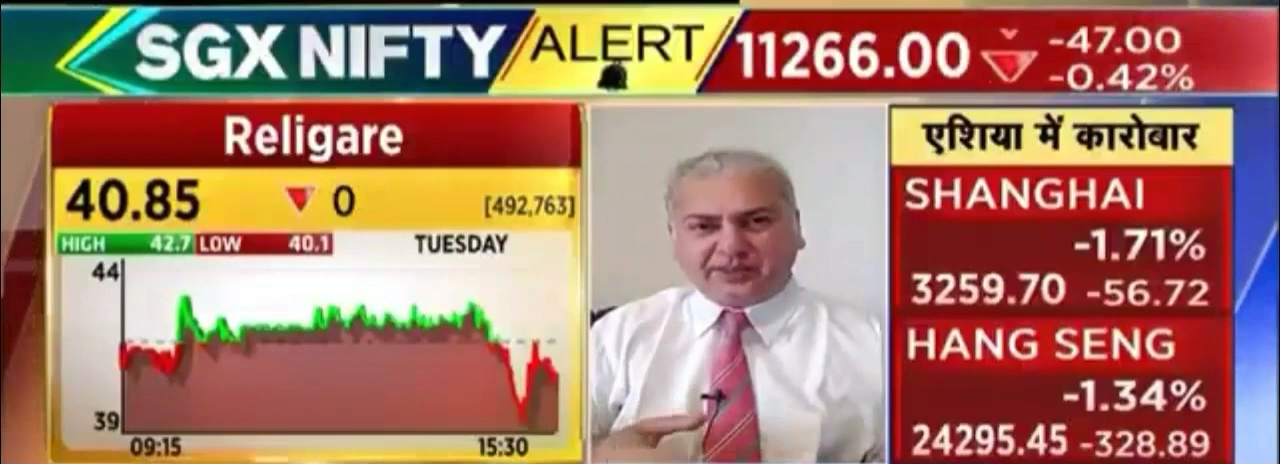 SGX NIFTY ALERT 11266.00 -47.00
-0.42%
Religare
40.85 0 [492,763]
HIGH 42.7 LOW 40.1 TUESDAY
44
39
09:15 15:30
एशिया में कारोबार
SHANGHAI
-1.71%
3259.70 -56.72
HANG SENG
-1.34%
24295.45 -328.89